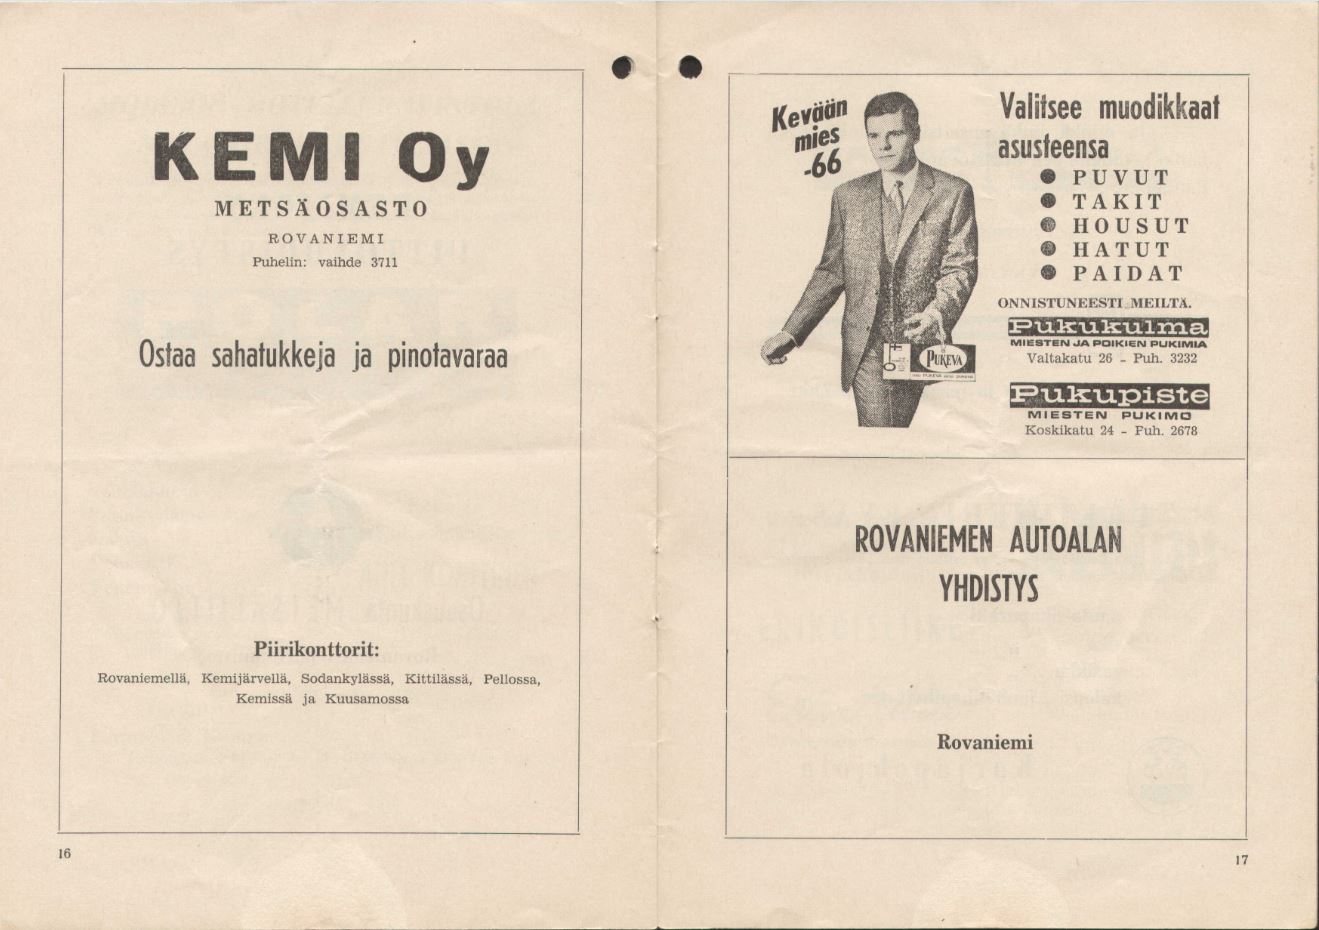 KEMI Oy
METSÄOSASTO
ROVANIEMI
Puhelin: vaihde 3711
Ostaa sahatukkeja ja pinotavaraa
Piirikonttorit:
Rovaniemellä, Kemijärvellä, Sodankylässä, Kittilässä, Pellossa,
Kemissä ja Kuusamossa
16
Kevään
mies
-66
Valitsee muodikkaat
asusteensa
● PUVUT
● TAKIT
● HOUSUT
● HATUT
● PAIDAT
ONNISTUNEESTI MEILTÄ.
Pukukulma
MIESTEN JA POIKIEN PUKIMIA
Valtakatu 26 - Puh. 3232
PUKEVA
Pukupiste
MIESTEN PUKIMO
Koskikatu 24 - Puh. 2678
ROVANIEMEN AUTOALAN
YHDISTYS
Rovaniemi
17